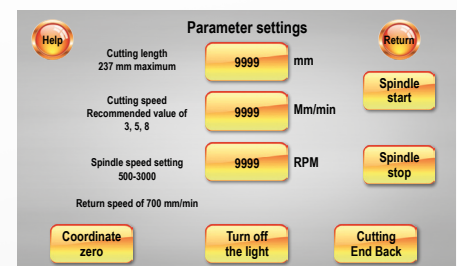 Parameter settings
Help
Return
Cutting length
237 mm maximum
9999
mm
Spindle
start
Cutting speed
Recommended value of
3, 5, 8
9999
Mm/min
Spindle speed setting
500-3000
9999
RPM
Spindle
stop
Return speed of 700 mm/min
Coordinate
zero
Turn off
the light
Cutting
End Back